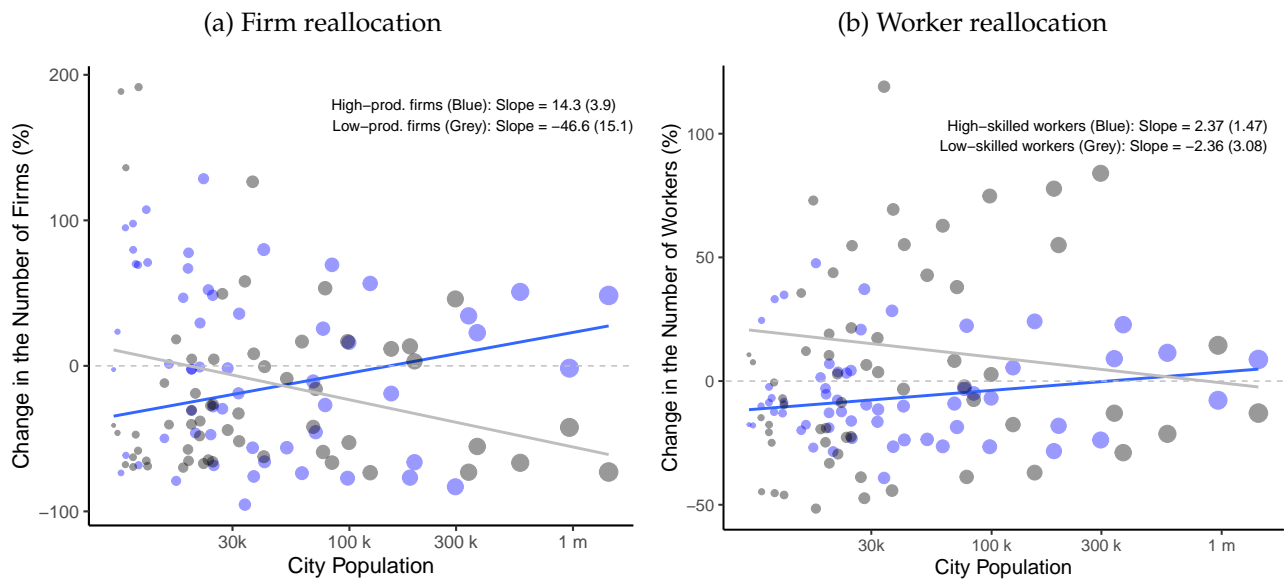 (a) Firm reallocation
200
100
0
−100
Change in the Number of Firms (%)
High−prod. firms (Blue): Slope = 14.3 (3.9)
Low−prod. firms (Grey): Slope = −46.6 (15.1)
30k
100 k
300 k
1 m
City Population
(b) Worker reallocation
100
50
0
−50
Change in the Number of Workers (%)
High−skilled workers (Blue): Slope = 2.37 (1.47)
Low−skilled workers (Grey): Slope = −2.36 (3.08)
30k
100 k
300 k
1 m
City Population